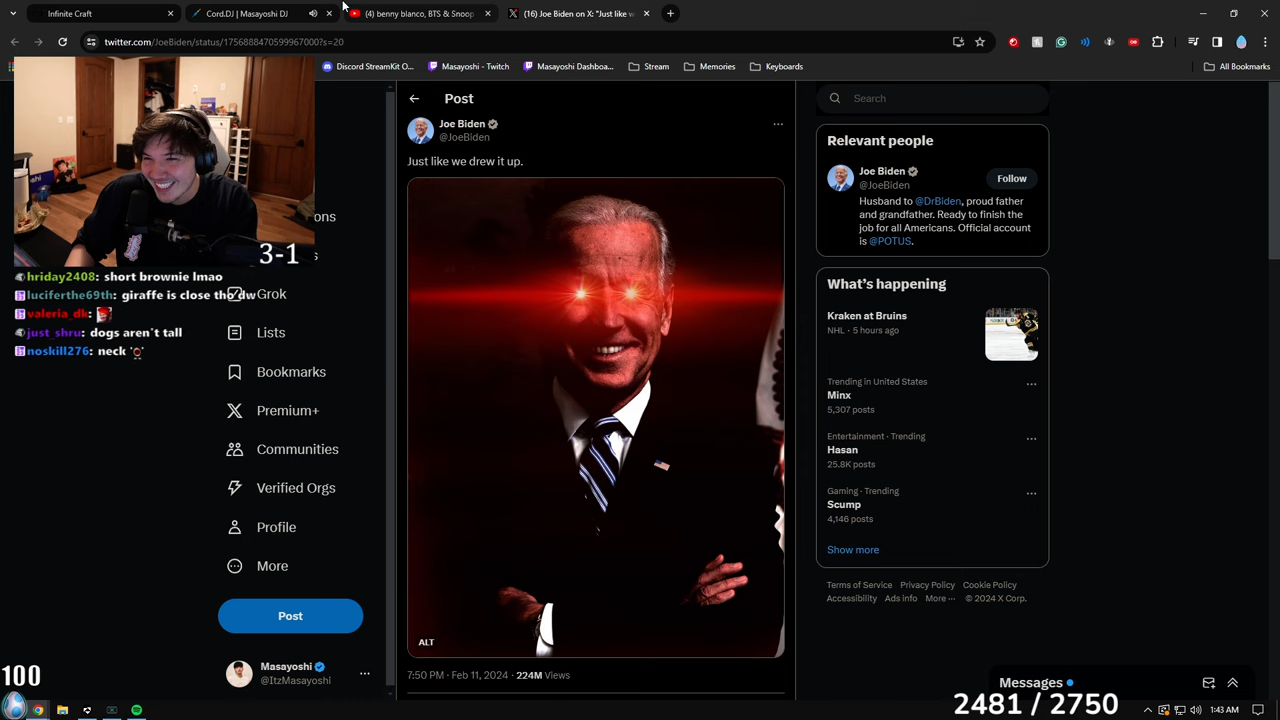 Infinite Craft
Cord.DJ | Masayoshi DJ
(4) benny blanco, BTS & Snoop
(16) Joe Biden on X: "Just like w
twitter.com/JoeBiden/status/1756888470599967000?s=20
Discord StreamKit O...
Masayoshi - Twitch
Masayoshi Dashboa...
Stream
Memories
Keyboards
All Bookmarks
3-1
hriday2408: short brownie lmao
luciferthe69th: giraffe is close tho dw
valeria_dk:
just_shru: dogs aren't tall
noskill276: neck
ons
s
Grok
Lists
Bookmarks
Premium+
Communities
Verified Orgs
Profile
More
Post
Masayoshi
@ItzMasayoshi
100
Post
Joe Biden
@JoeBiden
Just like we drew it up.
ALT
7:50 PM · Feb 11, 2024 · 224M Views
Search
Relevant people
Joe Biden
@JoeBiden
Follow
Husband to @DrBiden, proud father
and grandfather. Ready to finish the
job for all Americans. Official account
is @POTUS.
What's happening
Kraken at Bruins
NHL · 5 hours ago
Trending in United States
Minx
5,307 posts
Entertainment · Trending
Hasan
25.8K posts
Gaming · Trending
Scump
4,146 posts
Show more
Terms of Service Privacy Policy Cookie Policy
Accessibility Ads info More ··· © 2024 X Corp.
Messages
2481 / 2750
1:43 AM